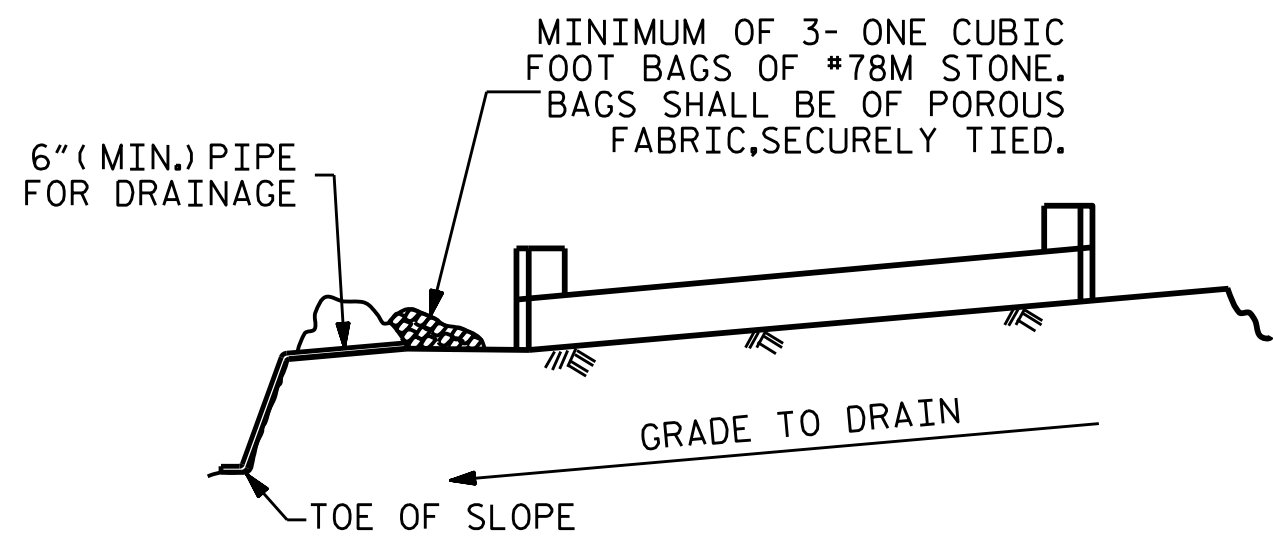 MINIMUM OF 3- ONE CUBIC
FOOT BAGS OF #78M STONE.
BAGS SHALL BE OF POROUS
FABRIC,SECURELY TIED.
6"(MIN.) PIPE
FOR DRAINAGE
GRADE TO DRAIN
TOE OF SLOPE